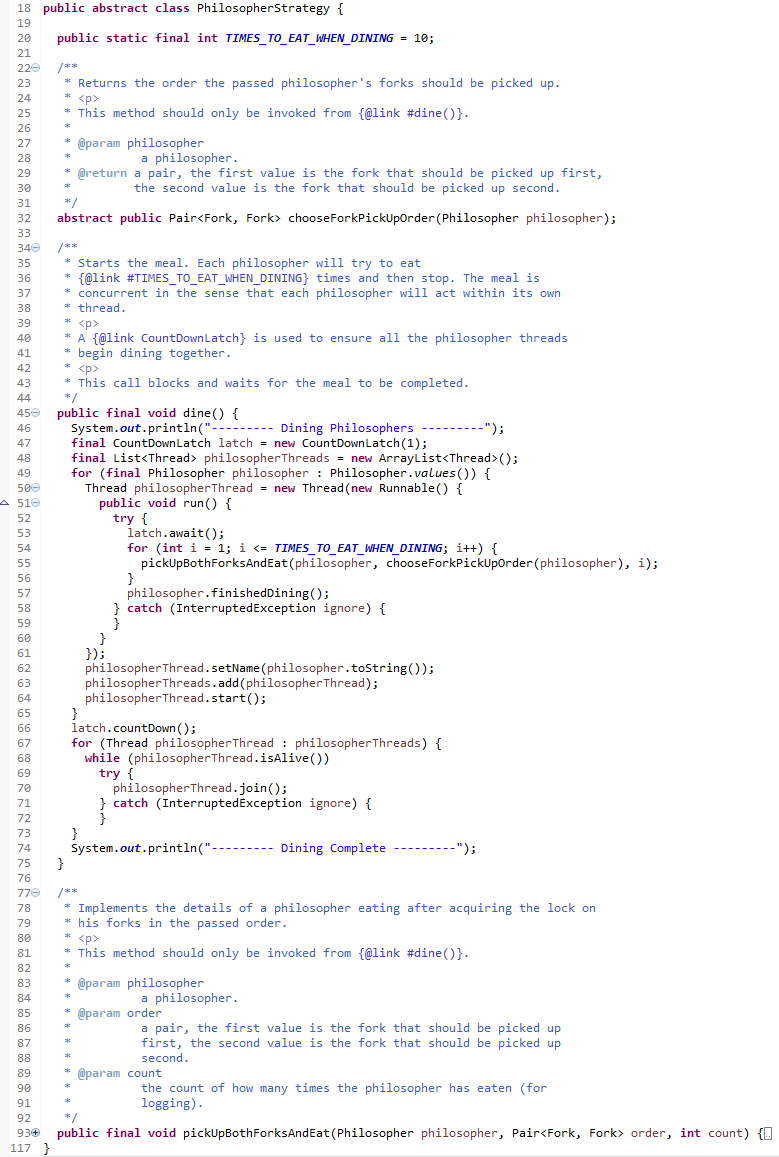 18 public abstract class PhilosopherStrategy {
19
20   public static final int TIMES_TO_EAT_WHEN_DINING = 10;
21
22   /**
23    * Returns the order the passed philosopher's forks should be picked up.
24    * <p>
25    * This method should only be invoked from {@link #dine()}.
26    *
27    * @param philosopher
28    *          a philosopher.
29    * @return a pair, the first value is the fork that should be picked up first,
30    *         the second value is the fork that should be picked up second.
31    */
32   abstract public Pair<Fork, Fork> chooseForkPickUpOrder(Philosopher philosopher);
33
34   /**
35    * Starts the meal. Each philosopher will try to eat
36    * {@link #TIMES_TO_EAT_WHEN_DINING} times and then stop. The meal is
37    * concurrent in the sense that each philosopher will act within its own
38    * thread.
39    * <p>
40    * A {@link CountDownLatch} is used to ensure all the philosopher threads
41    * begin dining together.
42    * <p>
43    * This call blocks and waits for the meal to be completed.
44    */
45   public final void dine() {
46     System.out.println("--------- Dining Philosophers ---------");
47     final CountDownLatch latch = new CountDownLatch(1);
48     final List<Thread> philosopherThreads = new ArrayList<Thread>();
49     for (final Philosopher philosopher : Philosopher.values()) {
50       Thread philosopherThread = new Thread(new Runnable() {
51         public void run() {
52           try {
53             latch.await();
54             for (int i = 1; i <= TIMES_TO_EAT_WHEN_DINING; i++) {
55               pickUpBothForksAndEat(philosopher, chooseForkPickUpOrder(philosopher), i);
56             }
57             philosopher.finishedDining();
58           } catch (InterruptedException ignore) {
59           }
60         }
61       });
62       philosopherThread.setName(philosopher.toString());
63       philosopherThreads.add(philosopherThread);
64       philosopherThread.start();
65     }
66     latch.countDown();
67     for (Thread philosopherThread : philosopherThreads) {
68       while (philosopherThread.isAlive())
69         try {
70           philosopherThread.join();
71         } catch (InterruptedException ignore) {
72         }
73     }
74     System.out.println("--------- Dining Complete ---------");
75   }
76
77   /**
78    * Implements the details of a philosopher eating after acquiring the lock on
79    * his forks in the passed order.
80    * <p>
81    * This method should only be invoked from {@link #dine()}.
82    *
83    * @param philosopher
84    *          a philosopher.
85    * @param order
86    *          a pair, the first value is the fork that should be picked up
87    *          first, the second value is the fork that should be picked up
88    *          second.
89    * @param count
90    *          the count of how many times the philosopher has eaten (for
91    *          logging).
92    */
93   public final void pickUpBothForksAndEat(Philosopher philosopher, Pair<Fork, Fork> order, int count) {
117 }